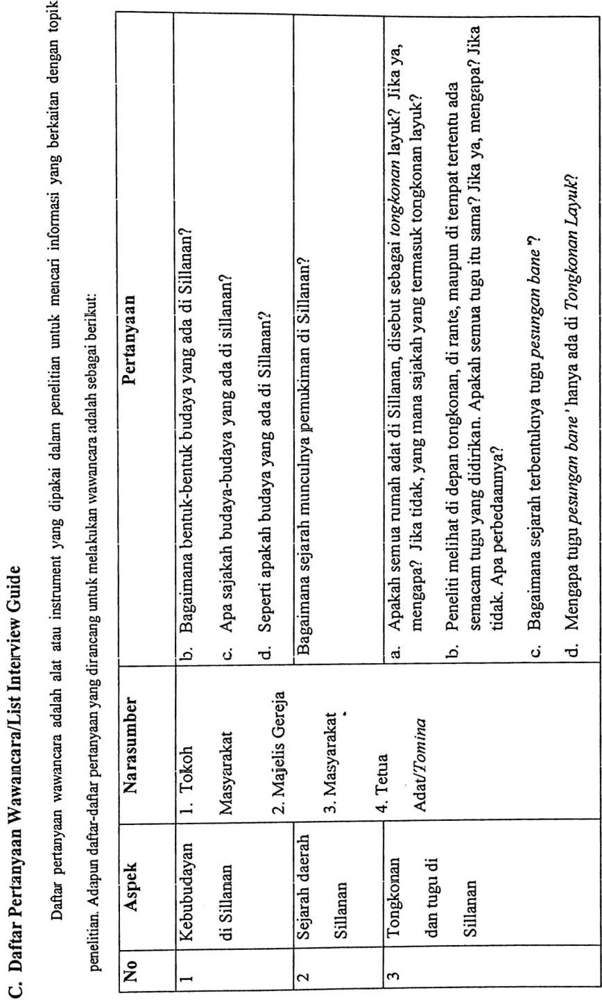 C. Daftar Pertanyaan Wawancara/List Interview Guide
Daftar pertanyaan wawancara adalah alat atau instrument yang dipakai dalam penelitian untuk mencari informasi yang berkaitan dengan topik
penelitian. Adapun daftar-daftar pertanyaan yang dirancang untuk melakukan wawancara adalah sebagai berikut:
No Aspek Narasumber Pertanyaan
1 Kebubudayan 1. Tokoh b. Bagaimana bentuk-bentuk budaya yang ada di Sillanan?
di Sillanan Masyarakat c. Apa sajakah budaya-budaya yang ada di sillanan?
2. Majelis Gereja d. Seperti apakah budaya yang ada di Sillanan?
2 Sejarah daerah Bagaimana sejarah munculnya pemukiman di Sillanan?
Sillanan 3. Masyarakat
4. Tetua
3 Tongkonan a. Apakah semua rumah adat di Sillanan, disebut sebagai tongkonan layuk? Jika ya,
Adat/Tomina mengapa? Jika tidak, yang mana sajakah yang termasuk tongkonan layuk?
dan tugu di b. Peneliti melihat di depan tongkonan, di rante, maupun di tempat tertentu ada
Sillanan semacam tugu yang didirikan. Apakah semua tugu itu sama? Jika ya, mengapa? Jika
tidak. Apa perbedaannya?
c. Bagaimana sejarah terbentuknya tugu pesungan bane'?
d. Mengapa tugu pesungan bane' hanya ada di Tongkonan Layuk?